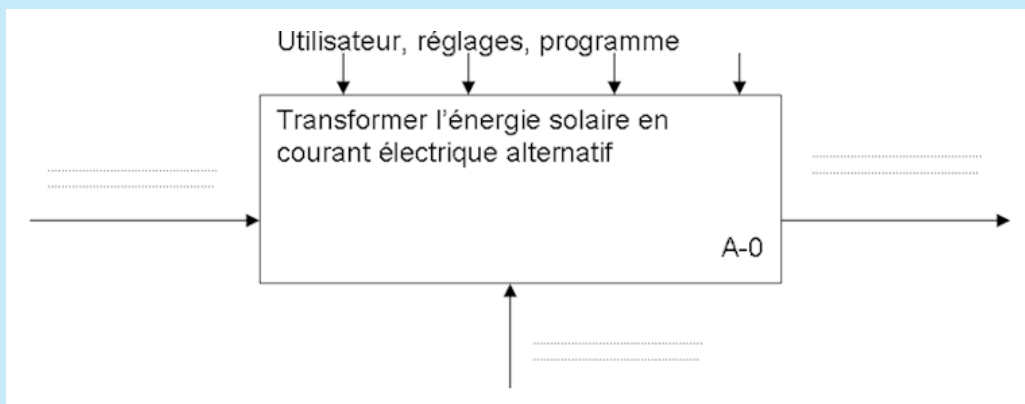 Utilisateur, réglages, programme
Transformer l’énergie solaire en
courant électrique alternatif
A-0